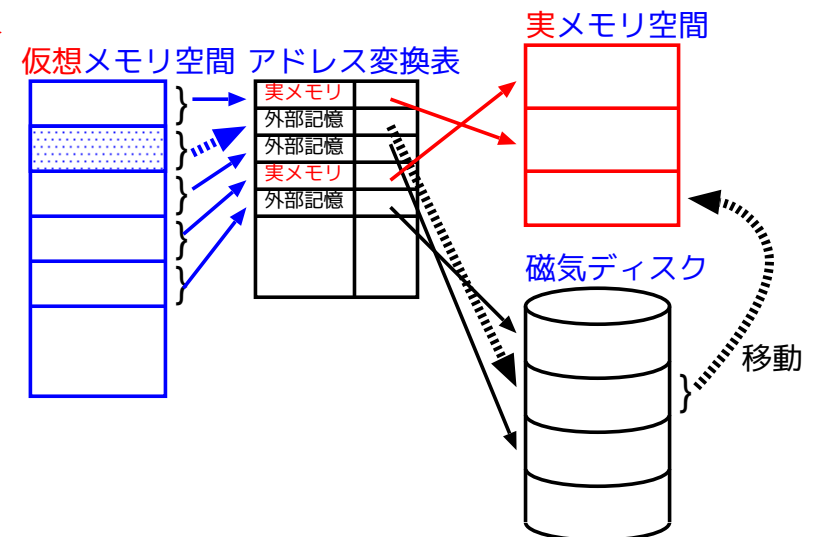 仮想メモリ空間
アドレス変換表
実メモリ空間
実メモリ
外部記憶
外部記憶
実メモリ
外部記憶
磁気ディスク
移動